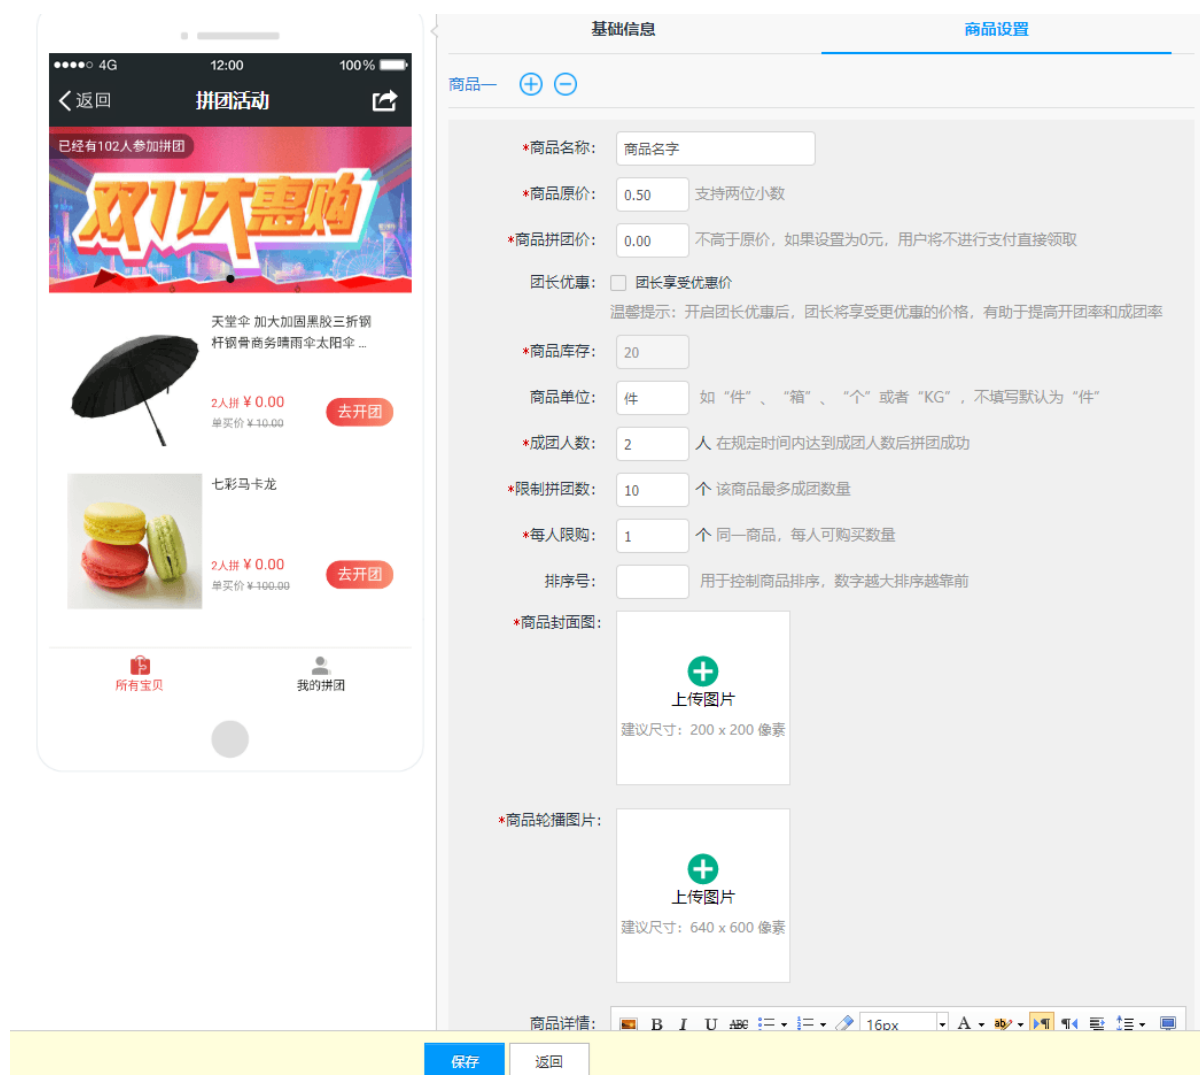 4G 12:00 100%
返回 拼团活动
已经有102人参加拼团
双11大惠购
天堂伞 加大加固黑胶三折钢
杆钢骨商务晴雨伞太阳伞 ...
2人拼 ¥ 0.00
单买价 ¥ 10.00
去开团
七彩马卡龙
2人拼 ¥ 0.00
单买价 ¥ 100.00
去开团
所有宝贝 我的拼团
基础信息 商品设置
商品一
*商品名称： 商品名字
*商品原价： 0.50 支持两位小数
*商品拼团价： 0.00 不高于原价，如果设置为0元，用户将不进行支付直接领取
团长优惠： 团长享受优惠价
温馨提示：开启团长优惠后，团长将享受更优惠的价格，有助于提高开团率和成团率
*商品库存： 20
商品单位： 件 如“件”、“箱”、“个”或者“KG”，不填写默认为“件”
*成团人数： 2 人 在规定时间内达到成团人数后拼团成功
*限制拼团数： 10 个 该商品最多成团数量
*每人限购： 1 个 同一商品，每人可购买数量
排序号： 用于控制商品排序，数字越大排序越靠前
*商品封面图：
上传图片
建议尺寸：200 x 200 像素
*商品轮播图片：
上传图片
建议尺寸：640 x 600 像素
商品详情： B I U ABC 16px A ab
保存 返回